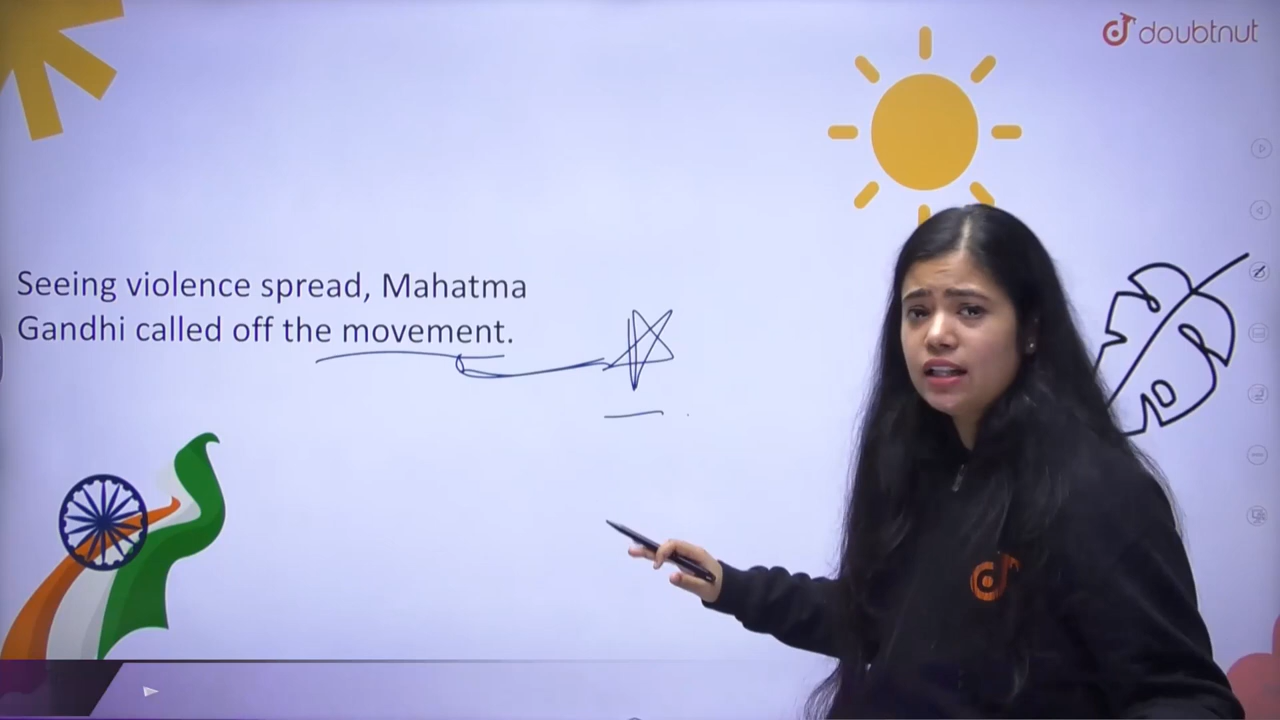 doubtnut
Seeing violence spread, Mahatma
Gandhi called off the movement.